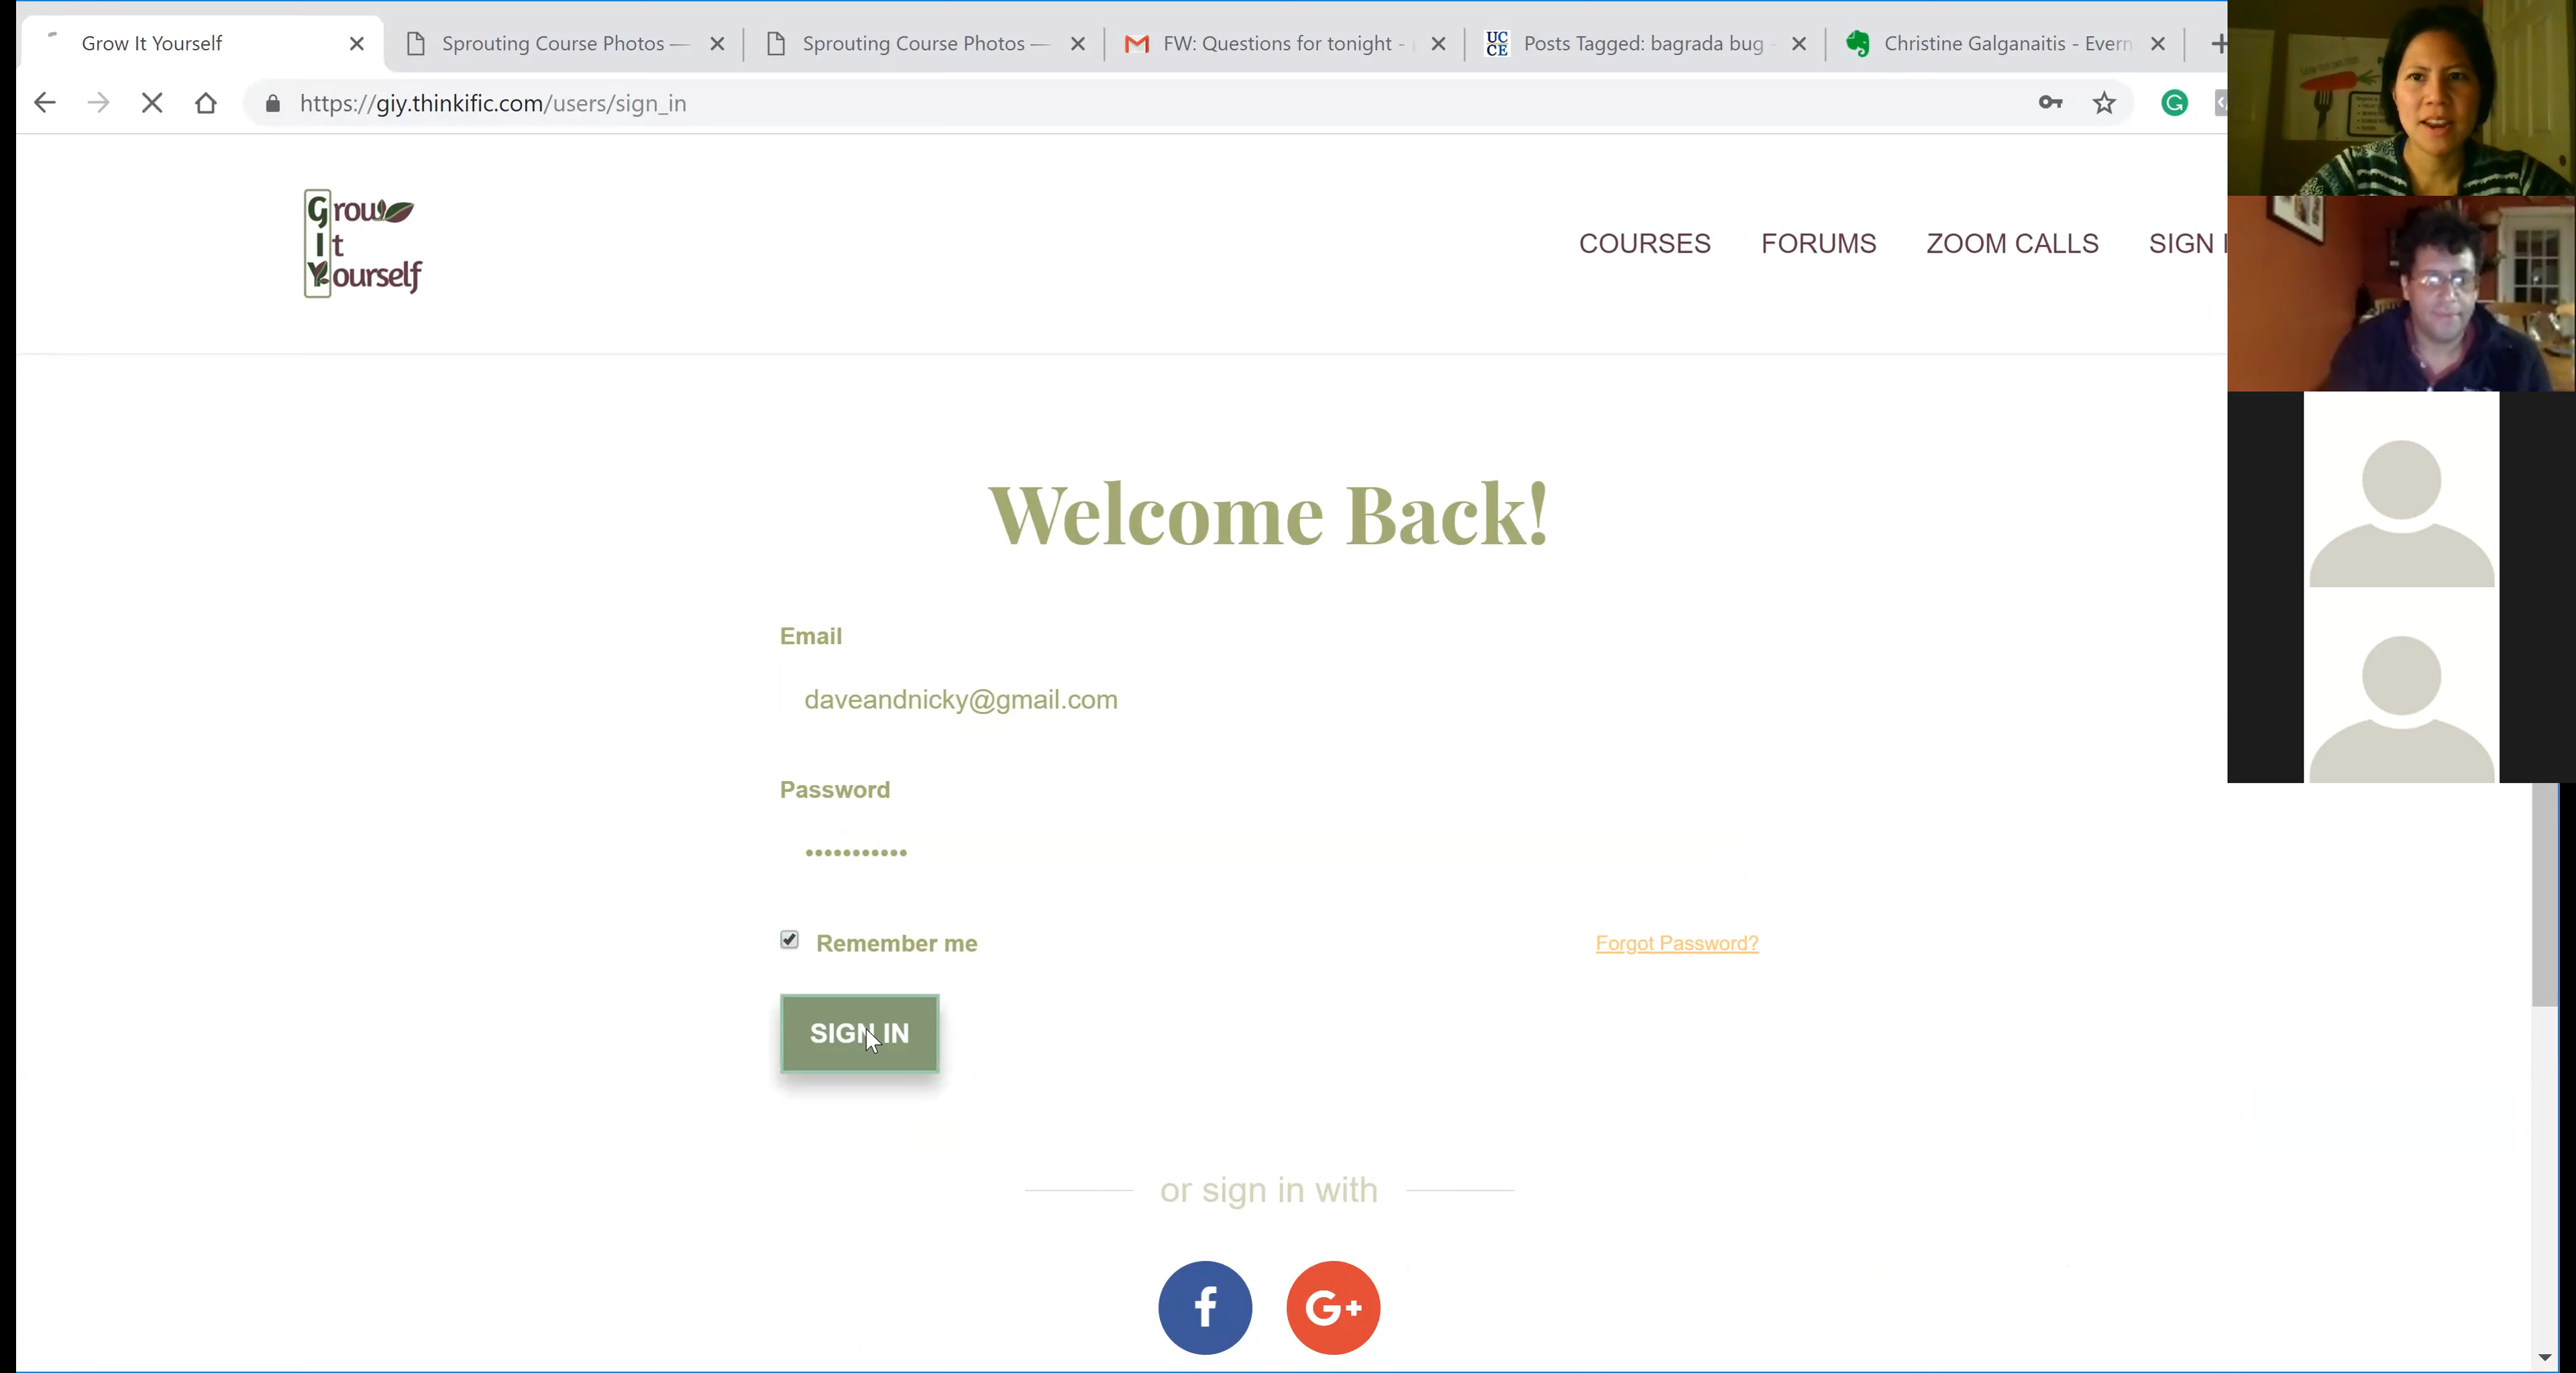 Grow It Yourself
Sprouting Course Photos —
Sprouting Course Photos —
FW: Questions for tonight -
UC
CE
Posts Tagged: bagrada bug -
Christine Galganaitis - Evern
https://giy.thinkific.com/users/sign_in
Grow
It
Yourself
COURSES
FORUMS
ZOOM CALLS
SIGN I
Welcome Back!
Email
daveandnicky@gmail.com
Password
•••••••••••
Remember me
Forgot Password?
SIGN IN
or sign in with
f
G+